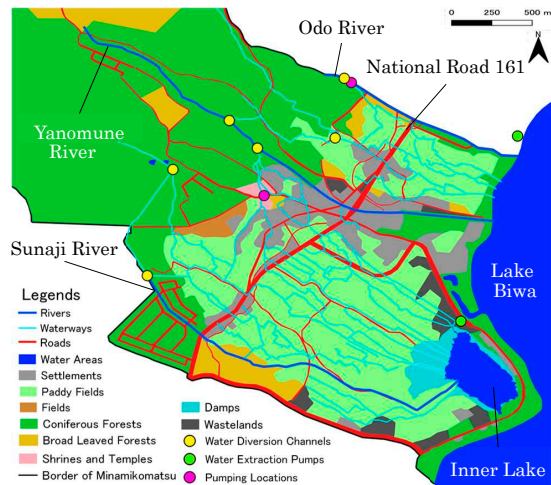 Odo River
0 250 500 m
N
National Road 161
Yanomune
River
Sunaji River
Lake
Biwa
Legends
Rivers
Waterways
Roads
Water Areas
Settlements
Paddy Fields
Fields
Coniferous Forests
Broad Leaved Forests
Shrines and Temples
Border of Minamikomatsu
Damps
Wastelands
Water Diversion Channels
Water Extraction Pumps
Pumping Locations
Inner Lake